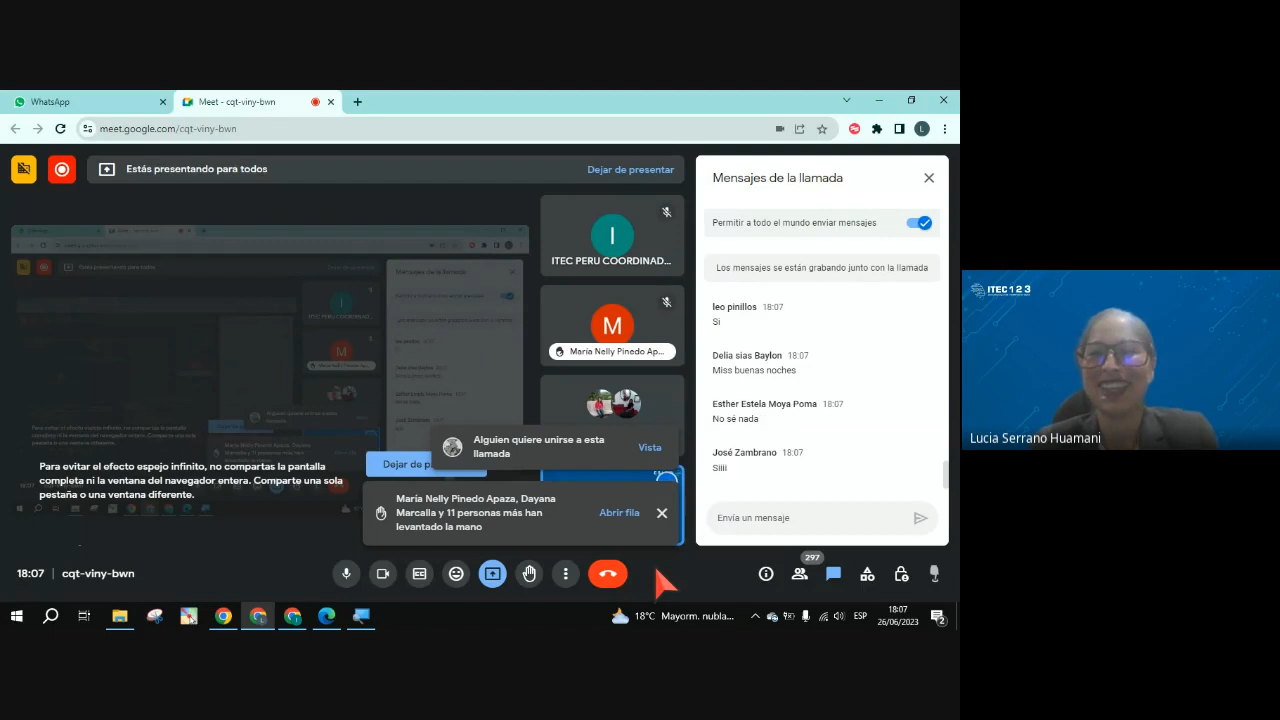 WhatsApp
Meet - cqt-viny-bwn
meet.google.com/cqt-viny-bwn
L
Estás presentando para todos
Dejar de presentar
I
ITEC PERU COORDINAD...
M
María Nelly Pinedo Ap...
Alguien quiere unirse a esta
llamada
Vista
Dejar de p
María Nelly Pinedo Apaza, Dayana
Marcalla y 11 personas más han
levantado la mano
Abrir fila
Para evitar el efecto espejo infinito, no compartas la pantalla
completa ni la ventana del navegador entera. Comparte una sola
pestaña o una ventana diferente.
Mensajes de la llamada
Permitir a todo el mundo enviar mensajes
Los mensajes se están grabando junto con la llamada
leo pinillos 18:07
Si
Delia sias Baylon 18:07
Miss buenas noches
Esther Estela Moya Poma 18:07
No sé nada
José Zambrano 18:07
Siiii
Envía un mensaje
18:07 | cqt-viny-bwn
297
18°C Mayorm. nubla...
ESP
18:07
26/06/2023
2
ITEC 1 2 3
Lucia Serrano Huamani